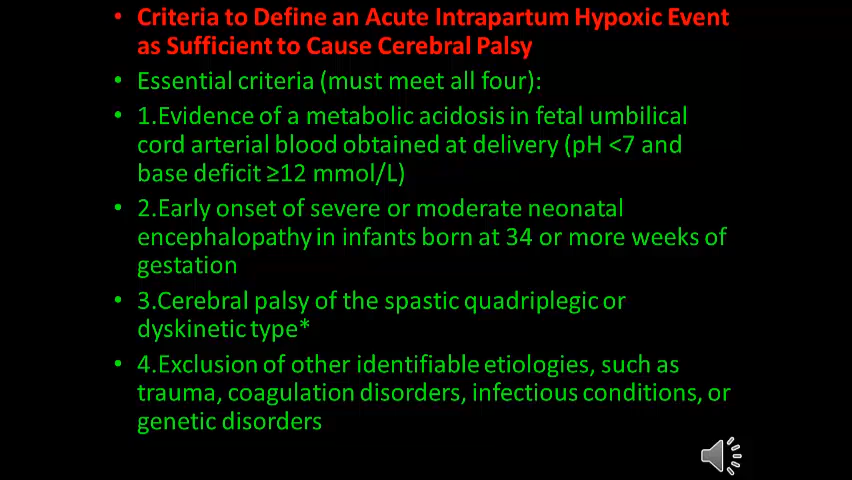 • Criteria to Define an Acute Intrapartum Hypoxic Event
as Sufficient to Cause Cerebral Palsy
• Essential criteria (must meet all four):
• 1.Evidence of a metabolic acidosis in fetal umbilical
cord arterial blood obtained at delivery (pH <7 and
base deficit ≥12 mmol/L)
• 2.Early onset of severe or moderate neonatal
encephalopathy in infants born at 34 or more weeks of
gestation
• 3.Cerebral palsy of the spastic quadriplegic or
dyskinetic type*
• 4.Exclusion of other identifiable etiologies, such as
trauma, coagulation disorders, infectious conditions, or
genetic disorders